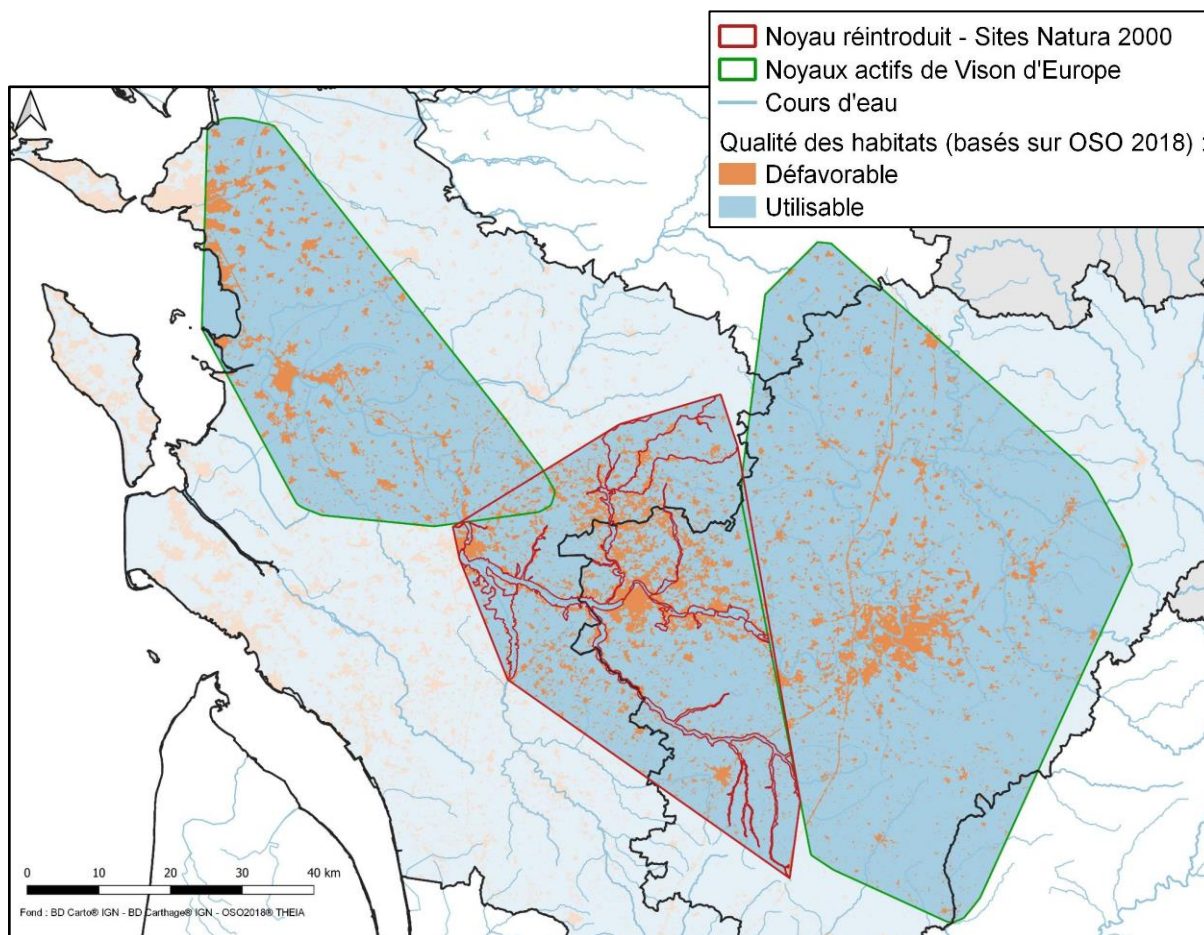 Noyau réintroduit - Sites Natura 2000
Noyaux actifs de Vison d'Europe
Cours d'eau
Qualité des habitats (basés sur OSO 2018) :
Défavorable
Utilisable
0 10 20 30 40 km
Fond : BD Carto® IGN - BD Carthage® IGN - OSO2018® THEIA